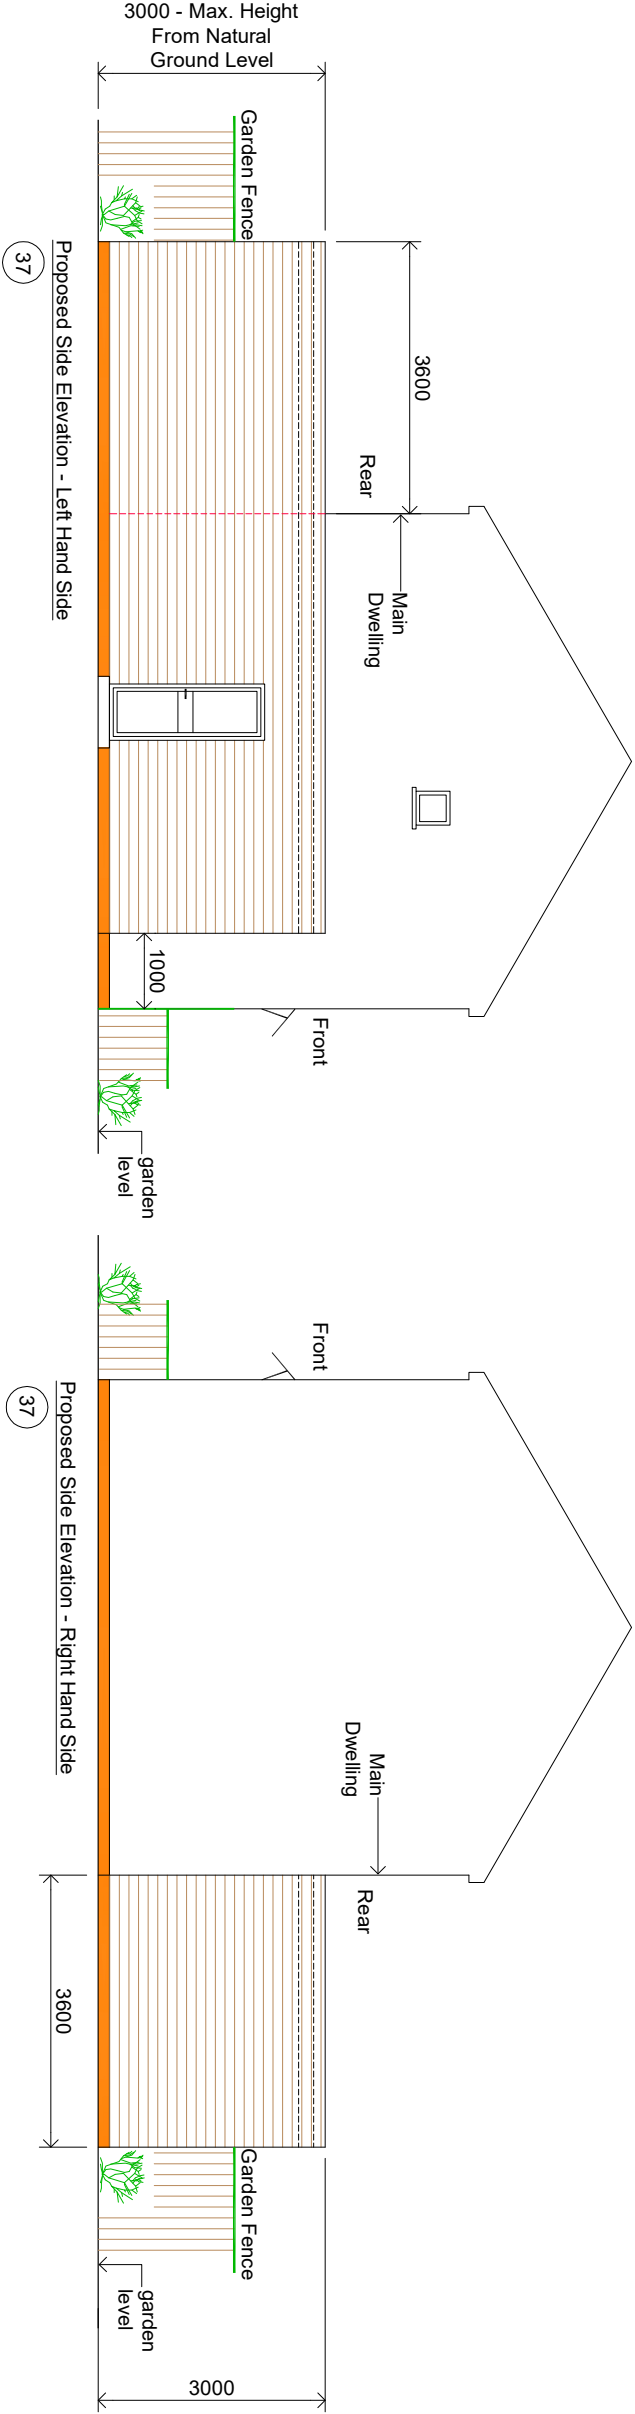 3000 - Max. Height
From Natural
Ground Level
Garden Fence
3600
Rear
Main
Dwelling
1000
Front
garden
level
Proposed Side Elevation - Left Hand Side
37
Front
Main
Dwelling
Rear
3600
Garden Fence
garden
level
3000
Proposed Side Elevation - Right Hand Side
37